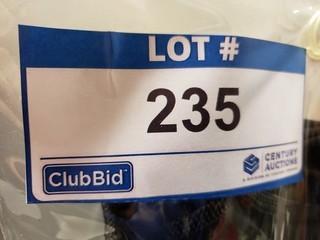 LOT #
235
ClubBid
CENTURY
AUCTIONS